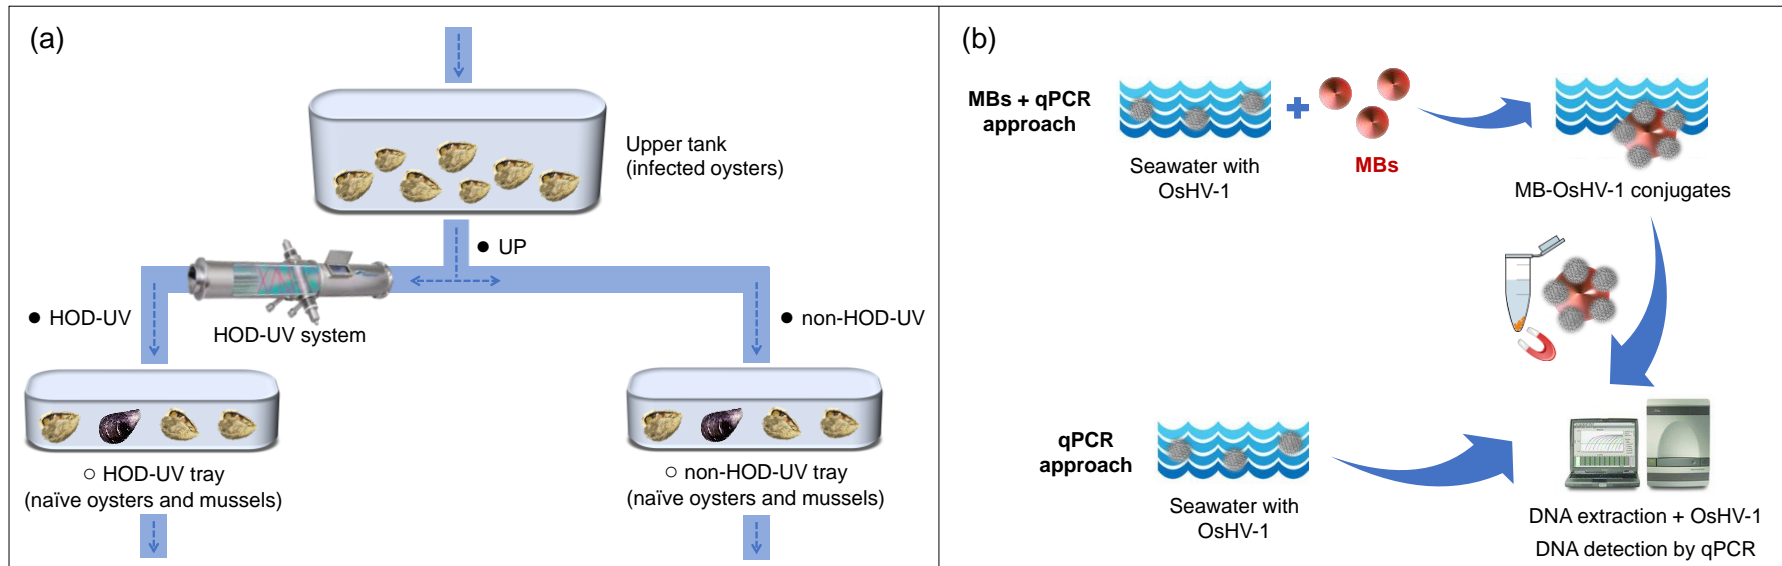 (a)
Upper tank
(infected oysters)
● UP
● HOD-UV
HOD-UV system
● non-HOD-UV
○ HOD-UV tray
(naïve oysters and mussels)
○ non-HOD-UV tray
(naïve oysters and mussels)
(b)
MBs + qPCR
approach
Seawater with
OsHV-1
MBs
MB-OsHV-1 conjugates
qPCR
approach
Seawater with
OsHV-1
DNA extraction + OsHV-1
DNA detection by qPCR